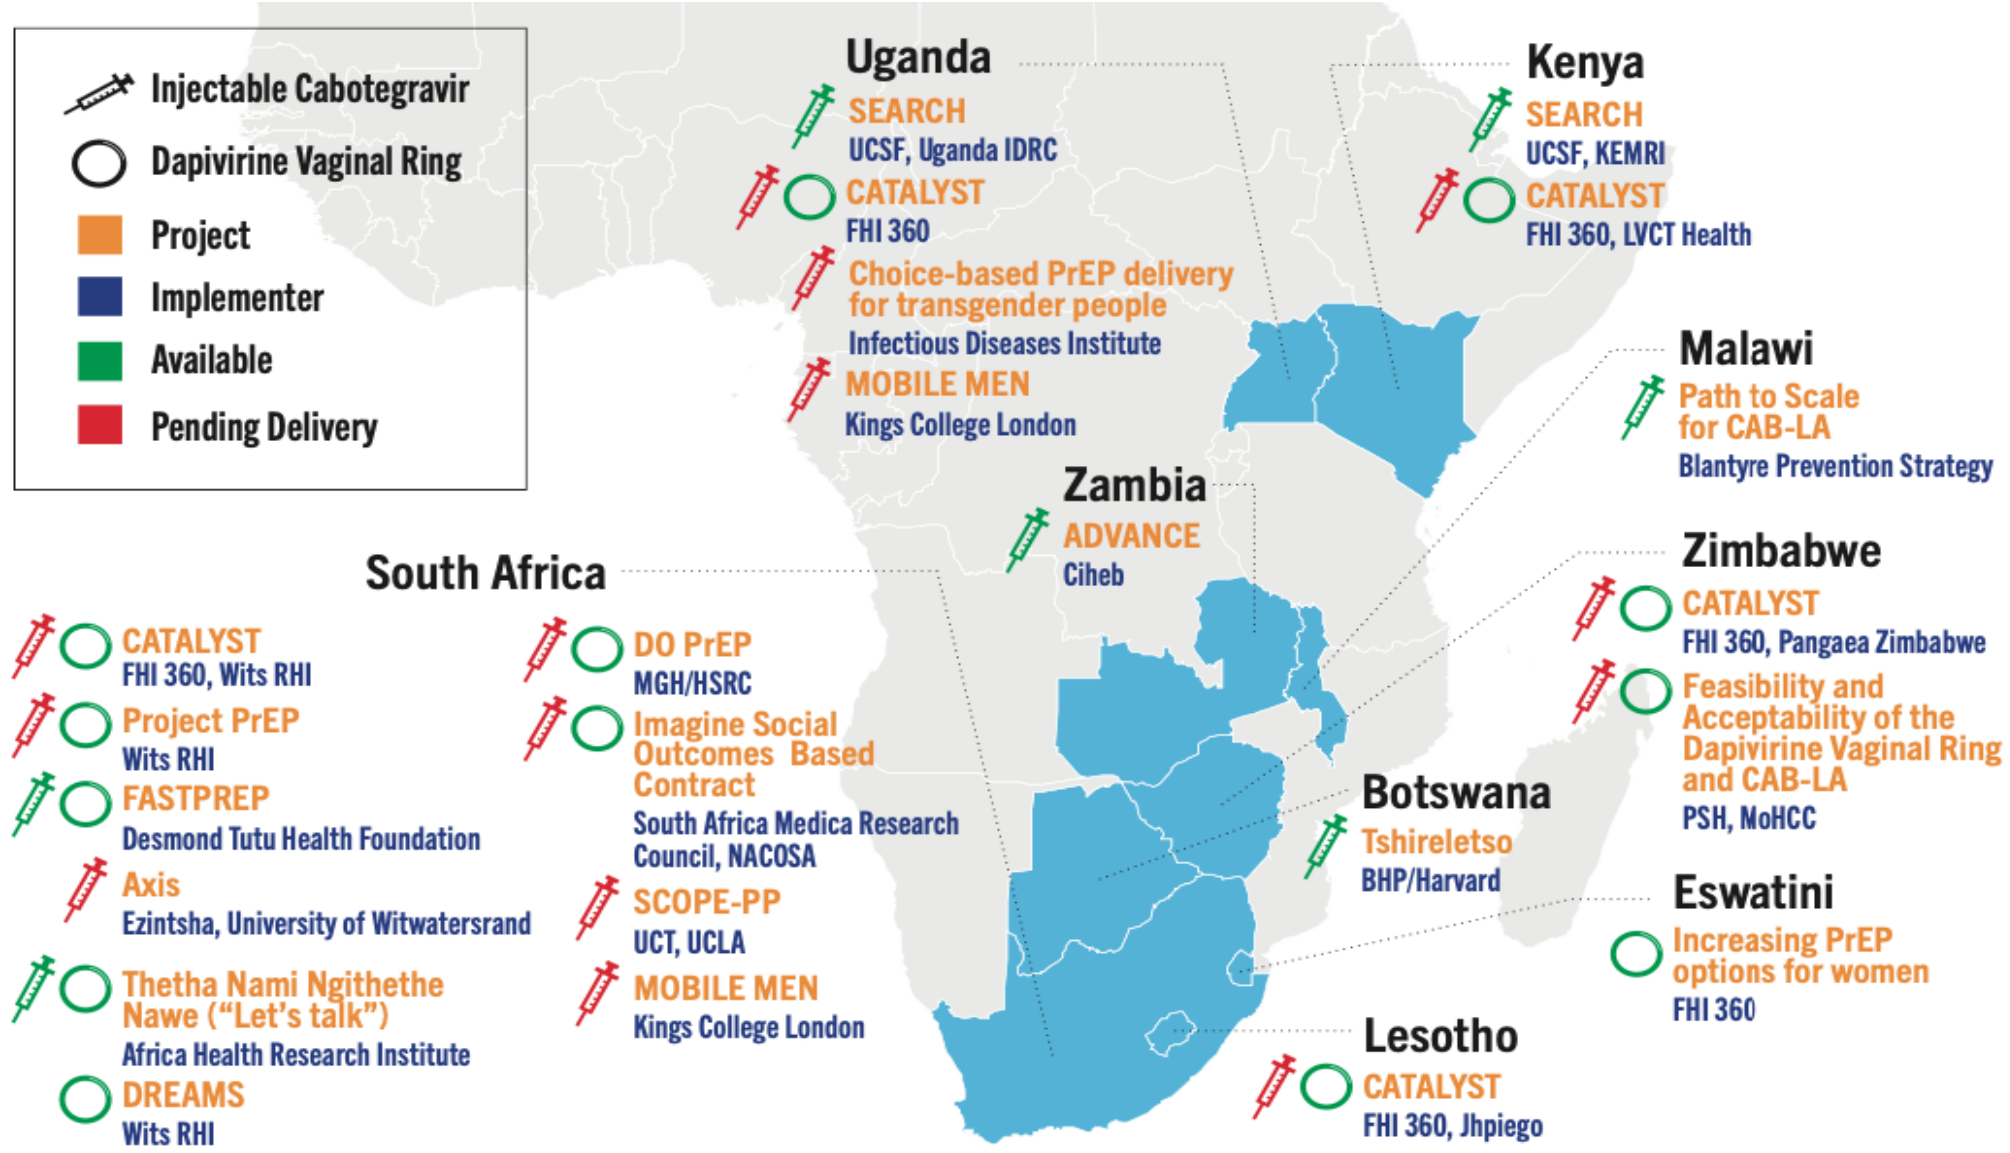 Injectable Cabotegravir
Dapivirine Vaginal Ring
Project
Implementer
Available
Pending Delivery
Uganda
SEARCH
UCSF, Uganda IDRC
CATALYST
FHI 360
Choice-based PrEP delivery
for transgender people
Infectious Diseases Institute
MOBILE MEN
Kings College London
Kenya
SEARCH
UCSF, KEMRI
CATALYST
FHI 360, LVCT Health
Malawi
Path to Scale
for CAB-LA
Blantyre Prevention Strategy
Zambia
ADVANCE
Ciheb
Zimbabwe
CATALYST
FHI 360, Pangaea Zimbabwe
Feasibility and
Acceptability of the
Dapivirine Vaginal Ring
and CAB-LA
PSH, MoHCC
South Africa
CATALYST
FHI 360, Wits RHI
Project PrEP
Wits RHI
FASTPREP
Desmond Tutu Health Foundation
Axis
Ezintsha, University of Witwatersrand
Thetha Nami Ngithethe
Nawe (“Let’s talk”)
Africa Health Research Institute
DREAMS
Wits RHI
DO PrEP
MGH/HSRC
Imagine Social
Outcomes Based
Contract
South Africa Medica Research
Council, NACOSA
SCOPE-PP
UCT, UCLA
MOBILE MEN
Kings College London
Botswana
Tshireletso
BHP/Harvard
Eswatini
Increasing PrEP
options for women
FHI 360
Lesotho
CATALYST
FHI 360, Jhpiego